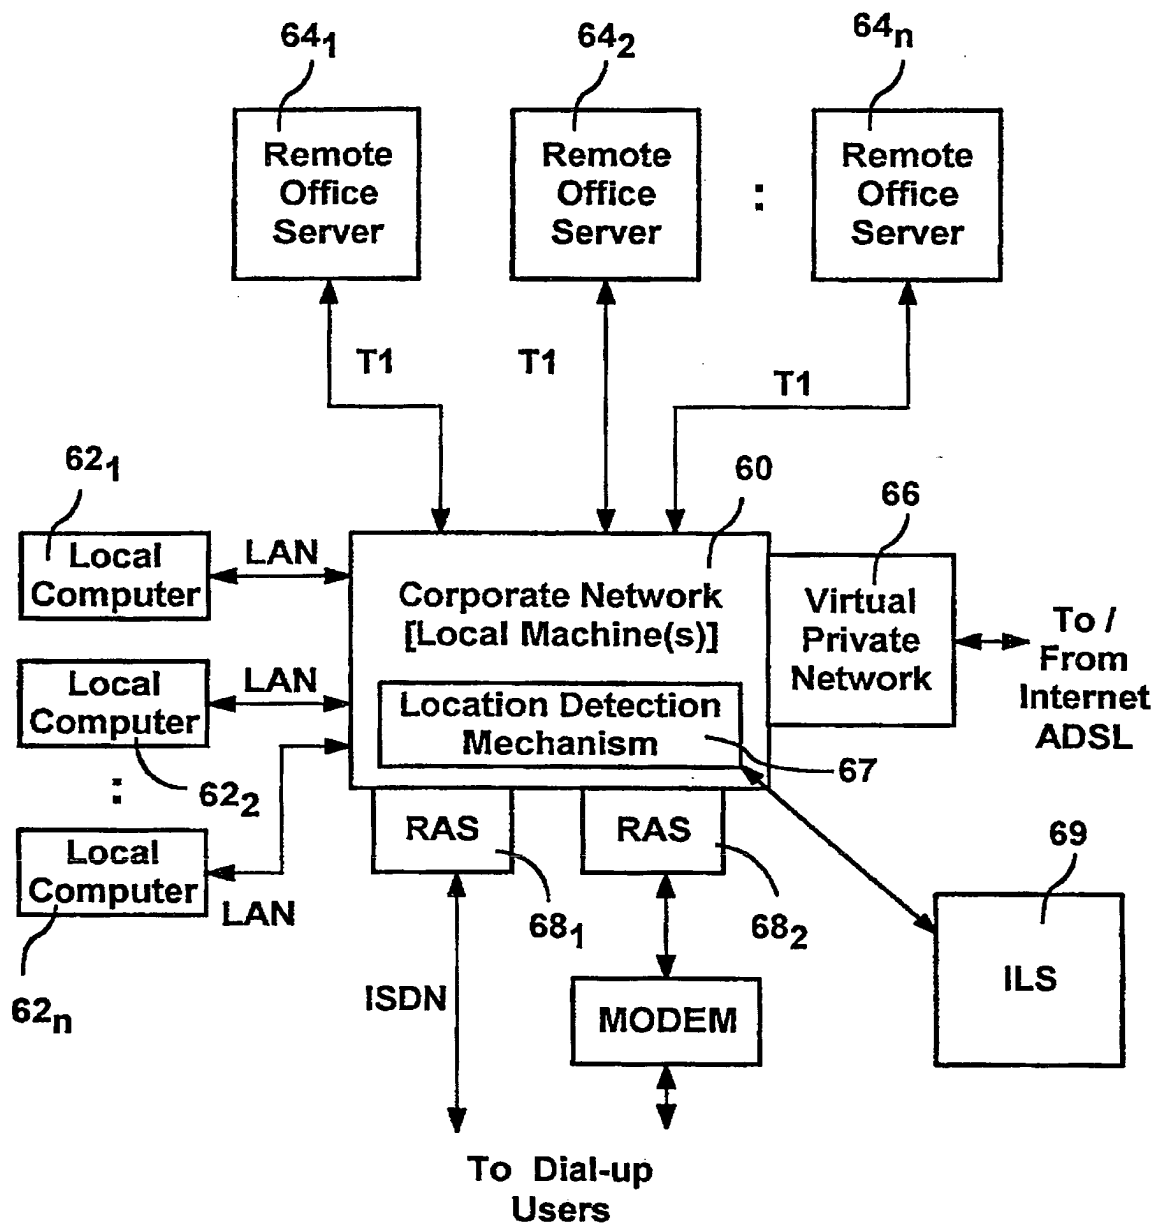 64₁
64₂
64ₙ
Remote
Office
Server
Remote
Office
Server
:
Remote
Office
Server
T1
T1
T1
62₁
60
66
Local
Computer
LAN
Corporate Network
[Local Machine(s)]
Virtual
Private
Network
To /
From
Internet
ADSL
Local
Computer
LAN
Location Detection
Mechanism
67
:
62₂
Local
Computer
LAN
RAS
RAS
69
68₁
68₂
62ₙ
ISDN
MODEM
ILS
To Dial-up
Users